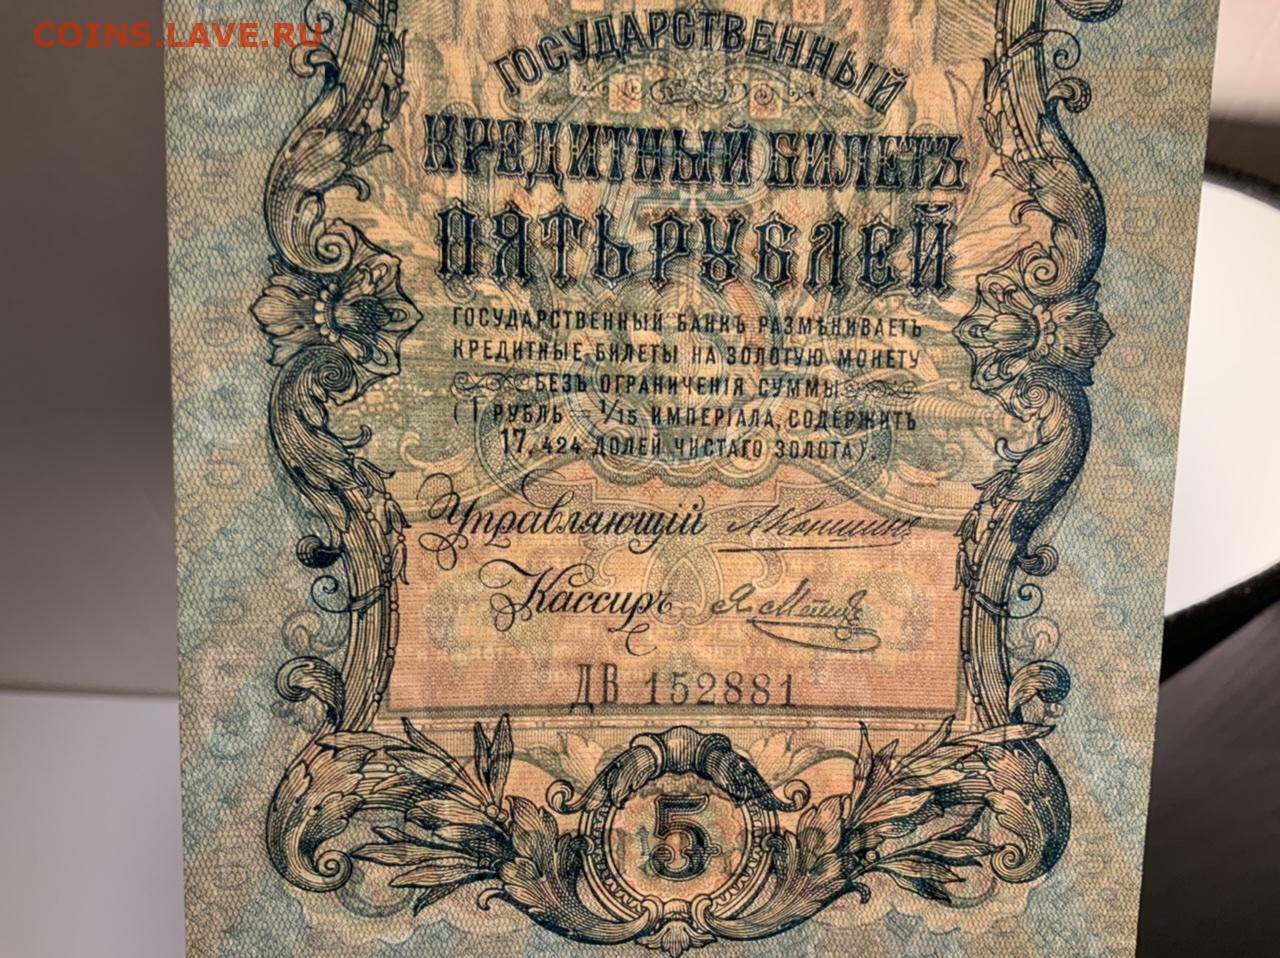 COINS.LAVE.RU
ГОСУДАРСТВЕННЫЙ
КРЕДИТНЫЙ БИЛЕТЪ
ПЯТЬ РУБЛЕЙ
ГОСУДАРСТВЕННЫЙ БАНКЪ РАЗМѢНИВАЕТЪ
КРЕДИТНЫЕ БИЛЕТЫ НА ЗОЛОТУЮ МОНЕТУ
БЕЗЪ ОГРАНИЧЕНІЯ СУММЫ
(1 РУБЛЬ = 1/15 ИМПЕРІАЛА, СОДЕРЖИТЪ
17,424 ДОЛЕЙ ЧИСТАГО ЗОЛОТА).
Управляющій АКоншинъ
Кассиръ
ДВ 152881
5